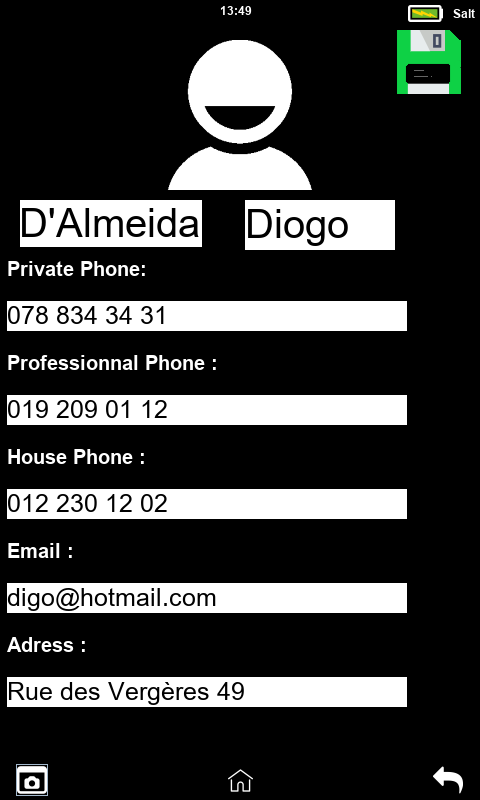 13:49 Salt
D'Almeida Diogo
Private Phone:
078 834 34 31
Professionnal Phone :
019 209 01 12
House Phone :
012 230 12 02
Email :
digo@hotmail.com
Adress :
Rue des Vergères 49